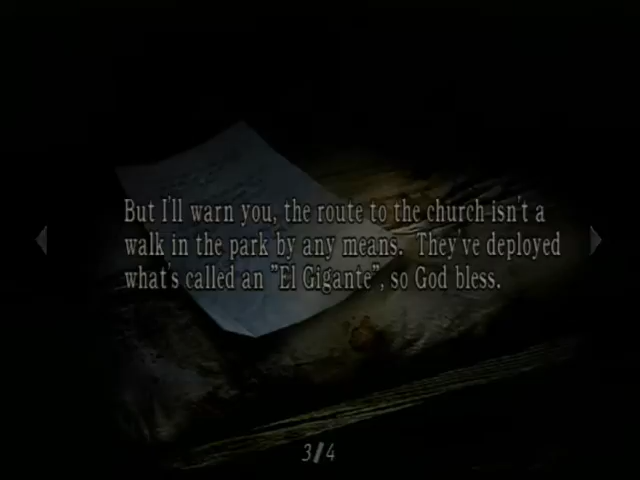 But I'll warn you, the route to the church isn't a
walk in the park by any means.  They've deployed
what's called an "El Gigante", so God bless.
3/4